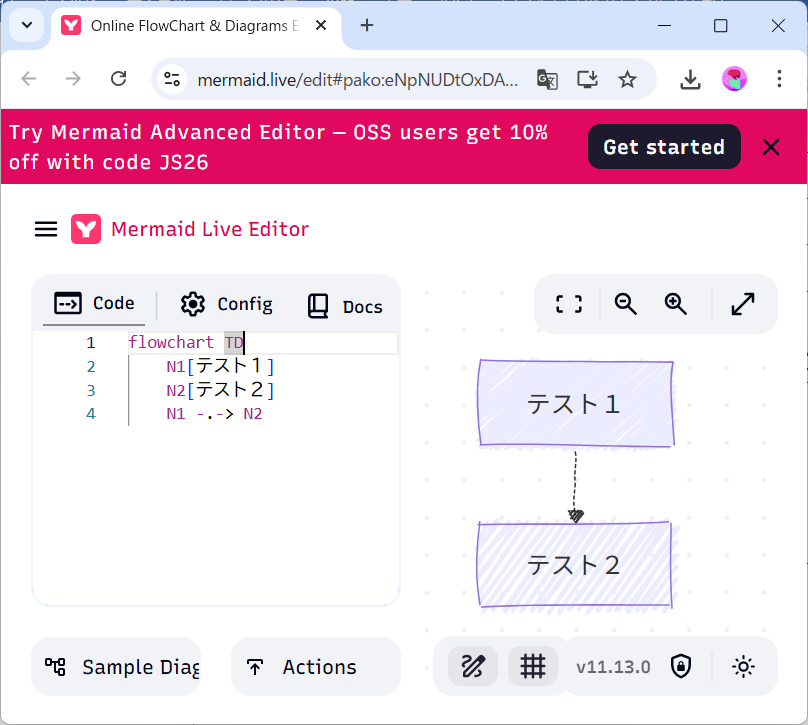 Online FlowChart & Diagrams E
mermaid.live/edit#pako:eNpNUDtOxDA...
Try Mermaid Advanced Editor — OSS users get 10%
off with code JS26
Get started
Mermaid Live Editor
Code
Config
Docs
1 flowchart TD
2 N1[テスト１]
3 N2[テスト２]
4 N1 -.-> N2
テスト１
テスト２
Sample Diag
Actions
v11.13.0